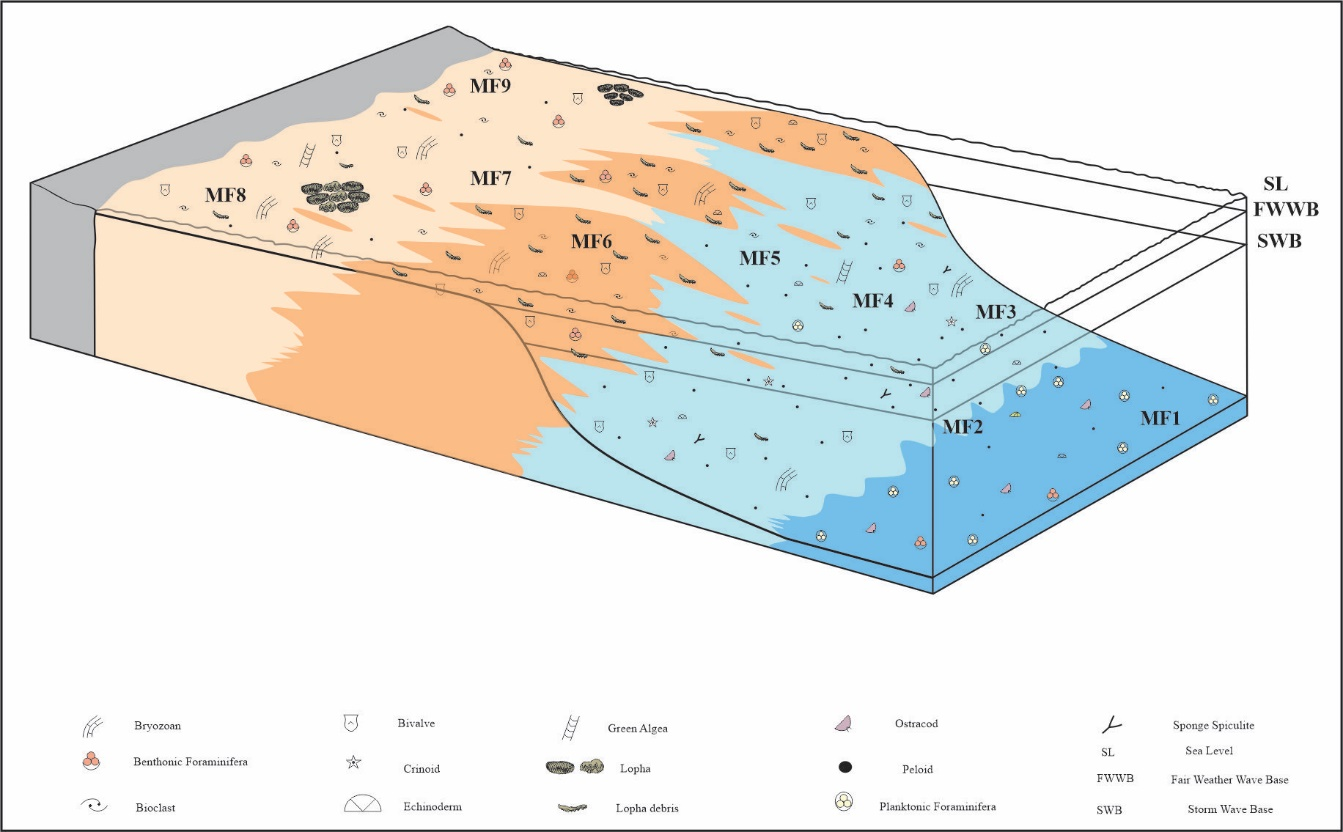 MF9
SL
MF8
MF7
FWWB
MF6
SWB
MF5
MF4
MF3
MF2
MF1
Bryozoan
Bivalve
Green Algea
Ostracod
Sponge Spiculite
SL
Sea Level
Benthonic Foraminifera
Crinoid
Lopha
Peloid
FWWB
Fair Weather Wave Base
Bioclast
Echinoderm
Lopha debris
Planktonic Foraminifera
SWB
Storm Wave Base